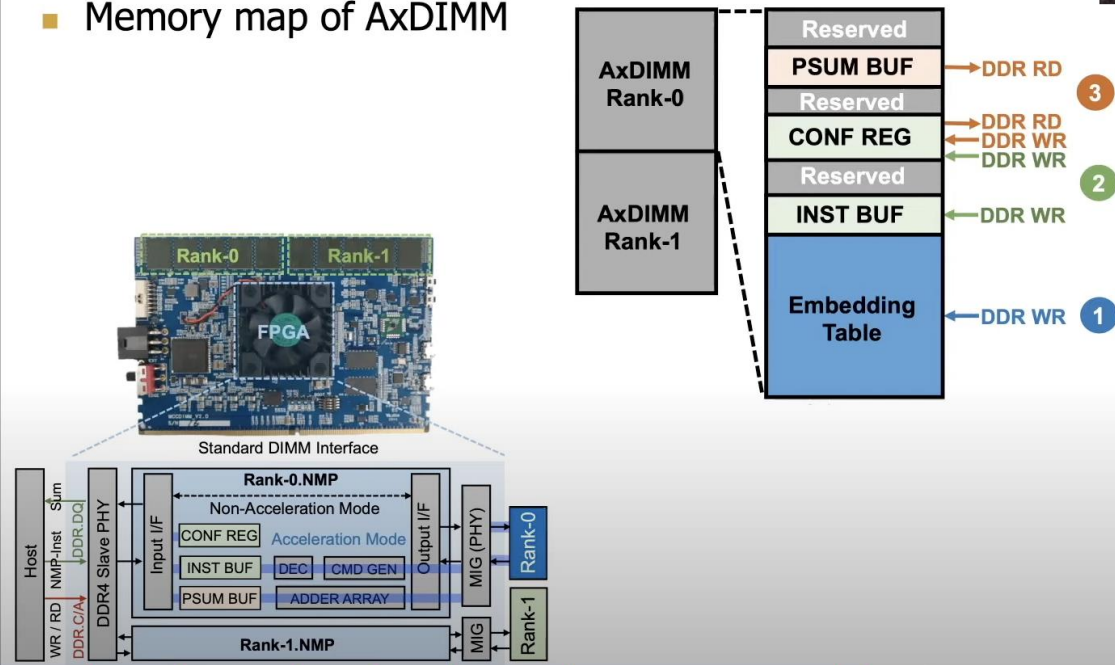 Memory map of AxDIMM
AxDIMM
Rank-0
AxDIMM
Rank-1
Reserved
PSUM BUF
DDR RD
3
Reserved
CONF REG
DDR RD
DDR WR
DDR WR
2
Reserved
INST BUF
DDR WR
Embedding
Table
DDR WR
1
Rank-0
Rank-1
FPGA
Standard DIMM Interface
Host
WR / RD
NMP-Inst
Sum
DDR.C/A
DDR.DQ
DDR4 Slave PHY
Rank-0.NMP
Input I/F
Non-Acceleration Mode
CONF REG
Acceleration Mode
INST BUF
DEC
CMD GEN
PSUM BUF
ADDER ARRAY
Output I/F
MIG (PHY)
Rank-0
Rank-1.NMP
MIG
Rank-1